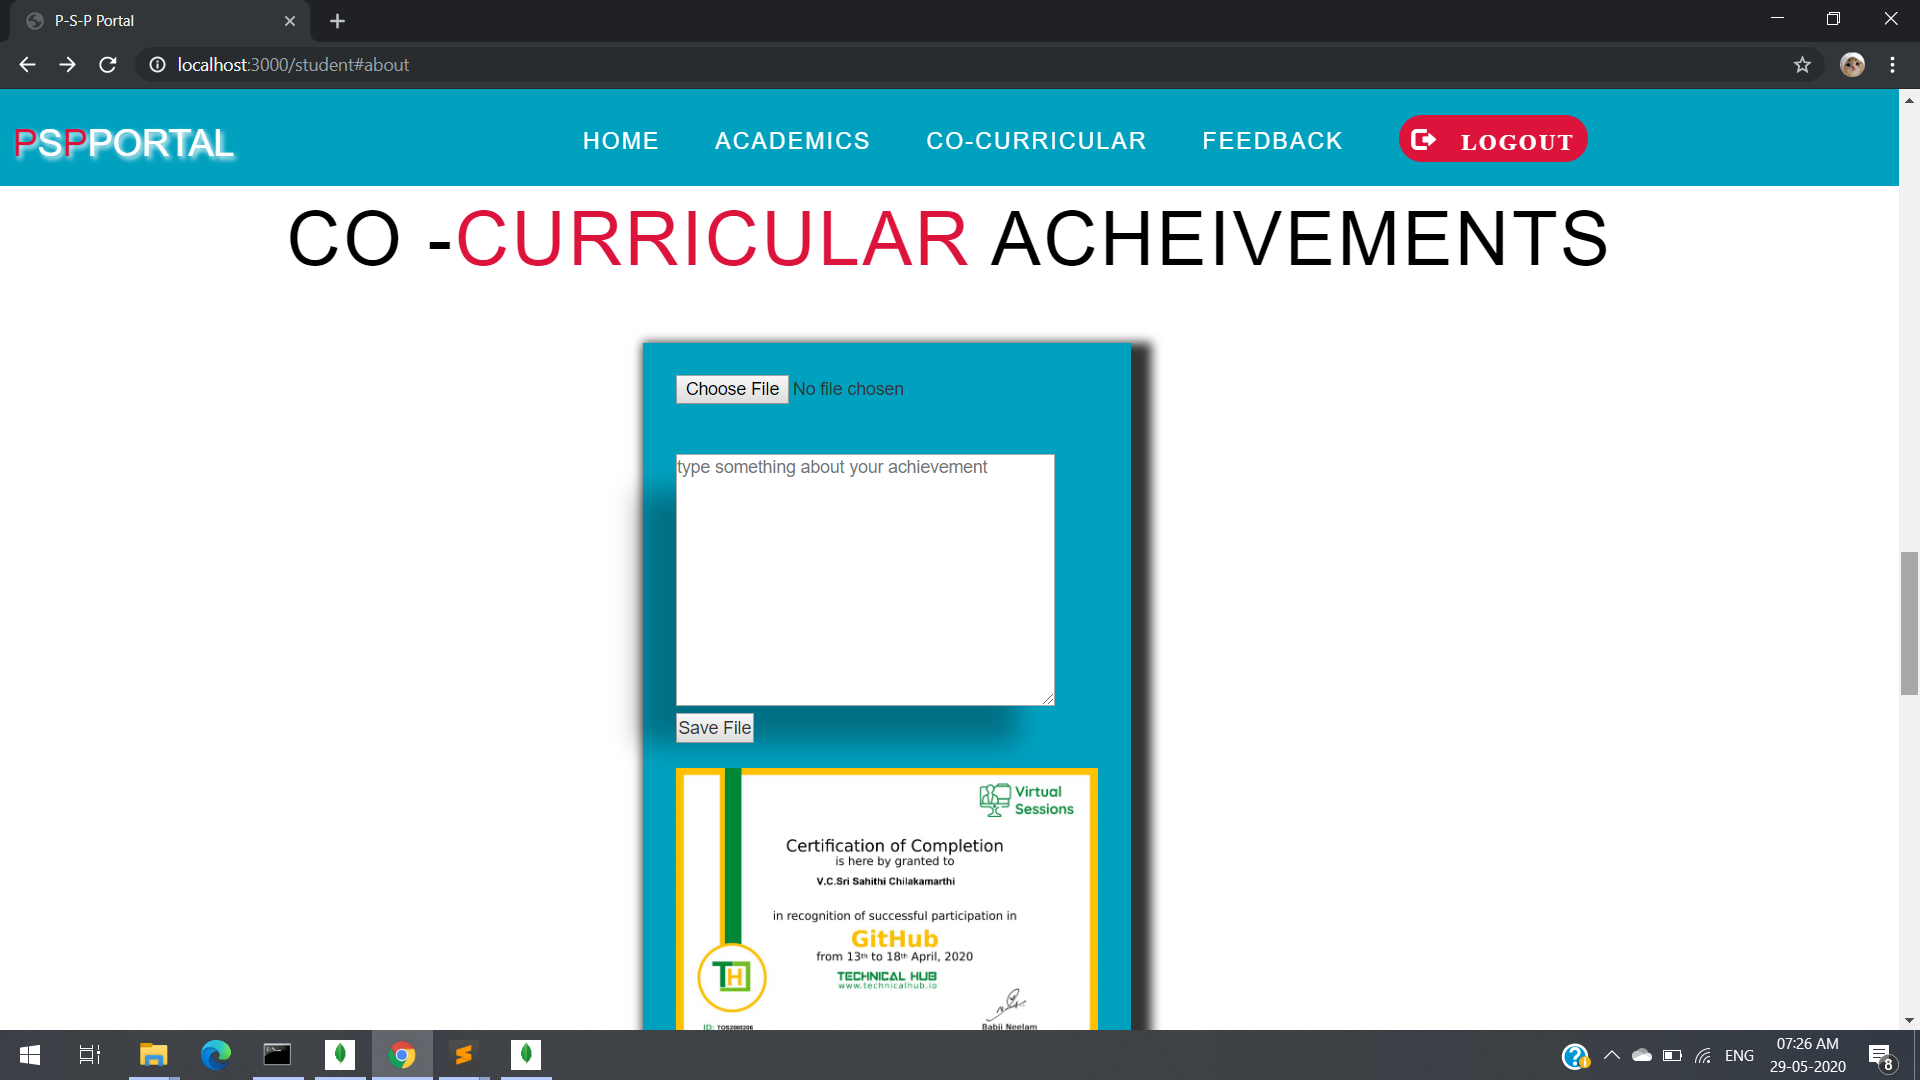 P-S-P Portal
localhost:3000/student#about
PSPPORTAL
HOME
ACADEMICS
CO-CURRICULAR
FEEDBACK
LOGOUT
CO -CURRICULAR ACHEIVEMENTS
Choose File No file chosen
type something about your achievement
Save File
Virtual
Sessions
Certification of Completion
is here by granted to
V.C.Sri Sahithi Chilakamarthi
in recognition of successful participation in
GitHub
from 13th to 18th April, 2020
TECHNICAL HUB
www.technicalhub.io
TH
ID: TOS2000206
Babji Neelam
ENG
07:26 AM
29-05-2020
8